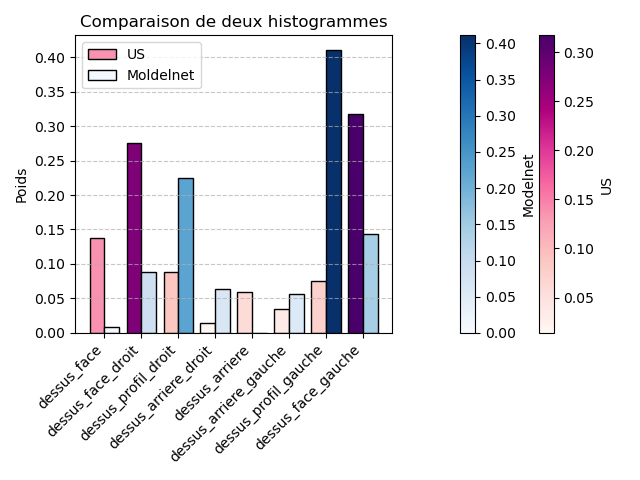 Comparaison de deux histogrammes
US
Moldelnet
Poids
0.40
0.35
0.30
0.25
0.20
0.15
0.10
0.05
0.00
dessus_face
dessus_face_droit
dessus_profil_droit
dessus_arriere_droit
dessus_arriere
dessus_arriere_gauche
dessus_profil_gauche
dessus_face_gauche
0.40
0.35
0.30
0.25
0.20
0.15
0.10
0.05
0.00
Modelnet
0.30
0.25
0.20
0.15
0.10
0.05
US